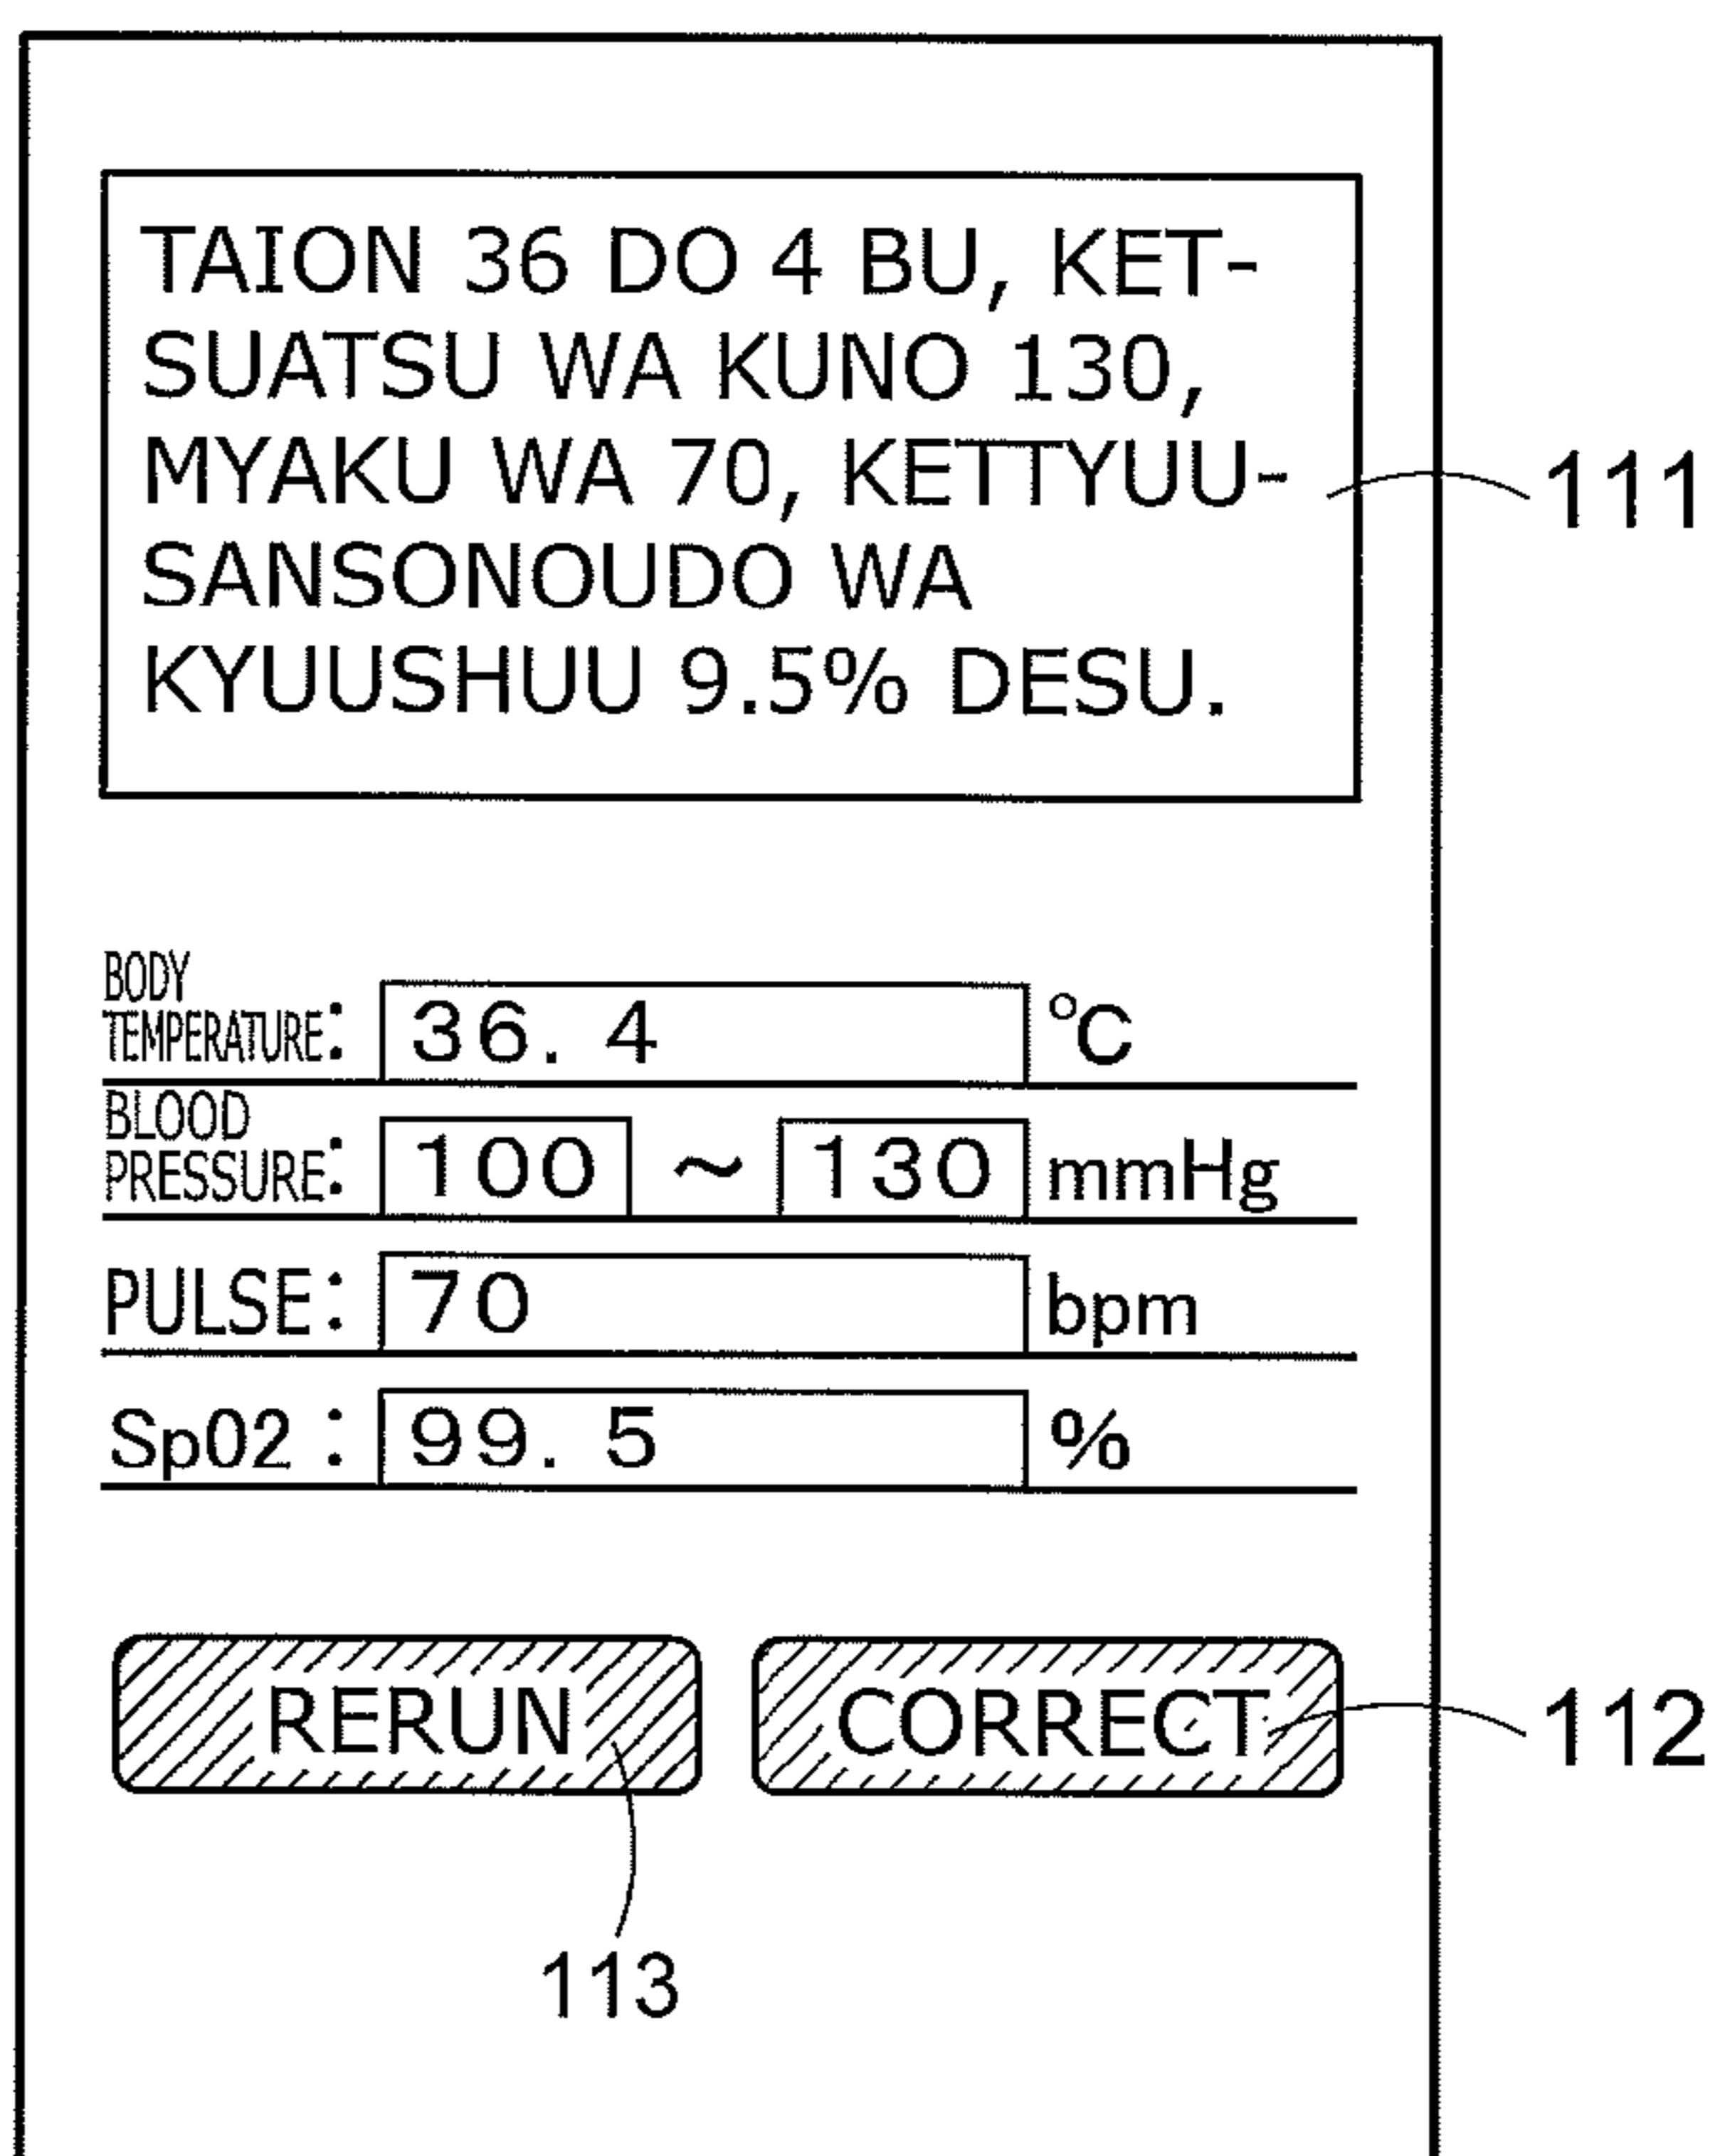 TAION 36 DO 4 BU, KET-
SUATSU WA KUNO 130,
MYAKU WA 70, KETTYUU-
SANSONOUDO WA
KYUUSHUU 9.5% DESU.
111
BODY
TEMPERATURE: 36.4 °C
BLOOD
PRESSURE: 100 ~ 130 mmHg
PULSE: 70 bpm
Sp02: 99.5 %
RERUN CORRECT 112
113